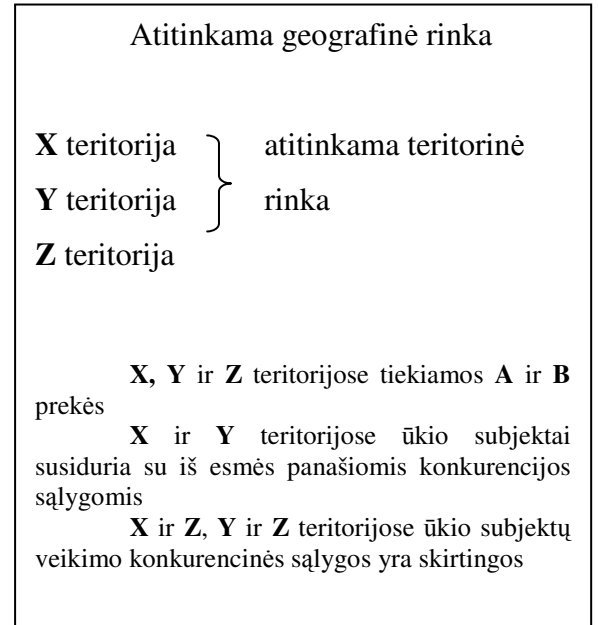 Atitinkama geografinė rinka
X teritorija atitinkama teritorinė
Y teritorija rinka
Z teritorija
X, Y ir Z teritorijose tiekiamos A ir B
prekės
X ir Y teritorijose ūkio subjektai
susiduria su iš esmės panašiomis konkurencijos
sąlygomis
X ir Z, Y ir Z teritorijose ūkio subjektų
veikimo konkurencinės sąlygos yra skirtingos